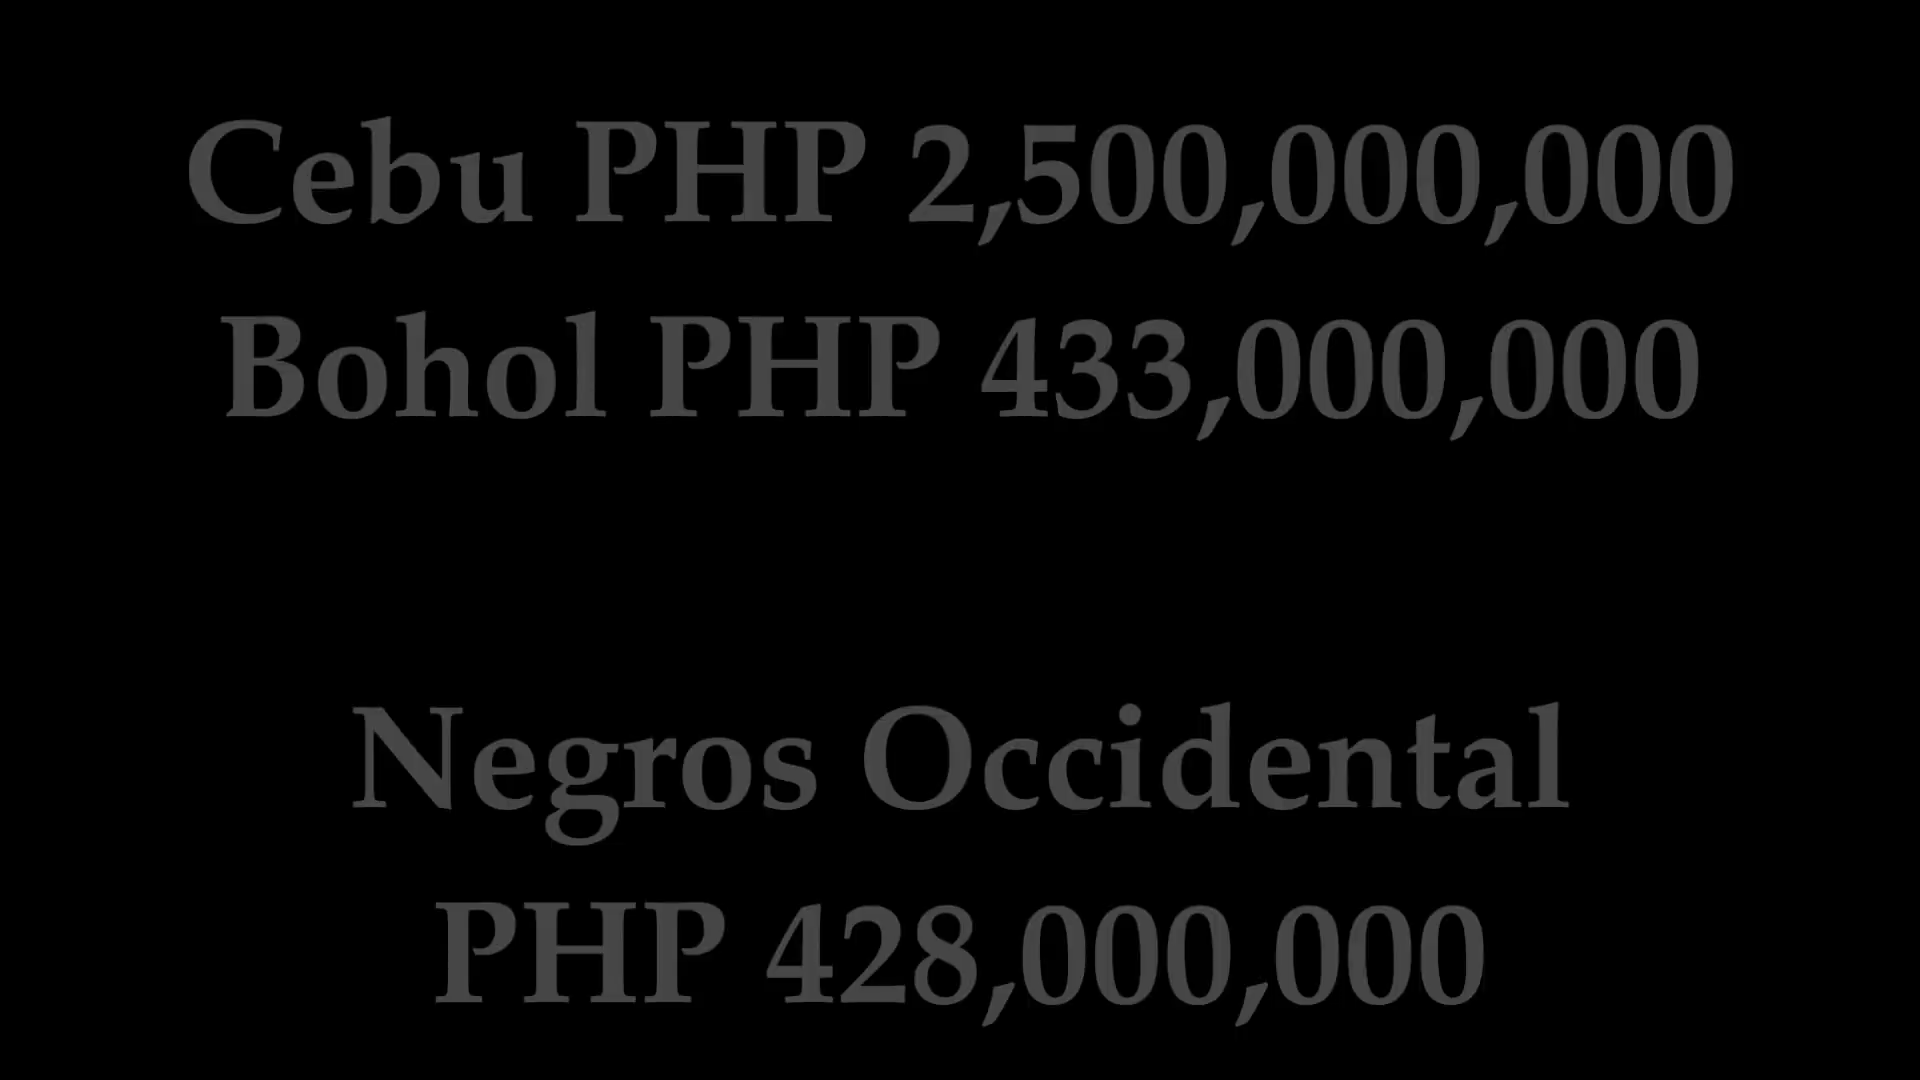 Cebu PHP 2,500,000,000
Bohol PHP 433,000,000
Negros Occidental
PHP 428,000,000